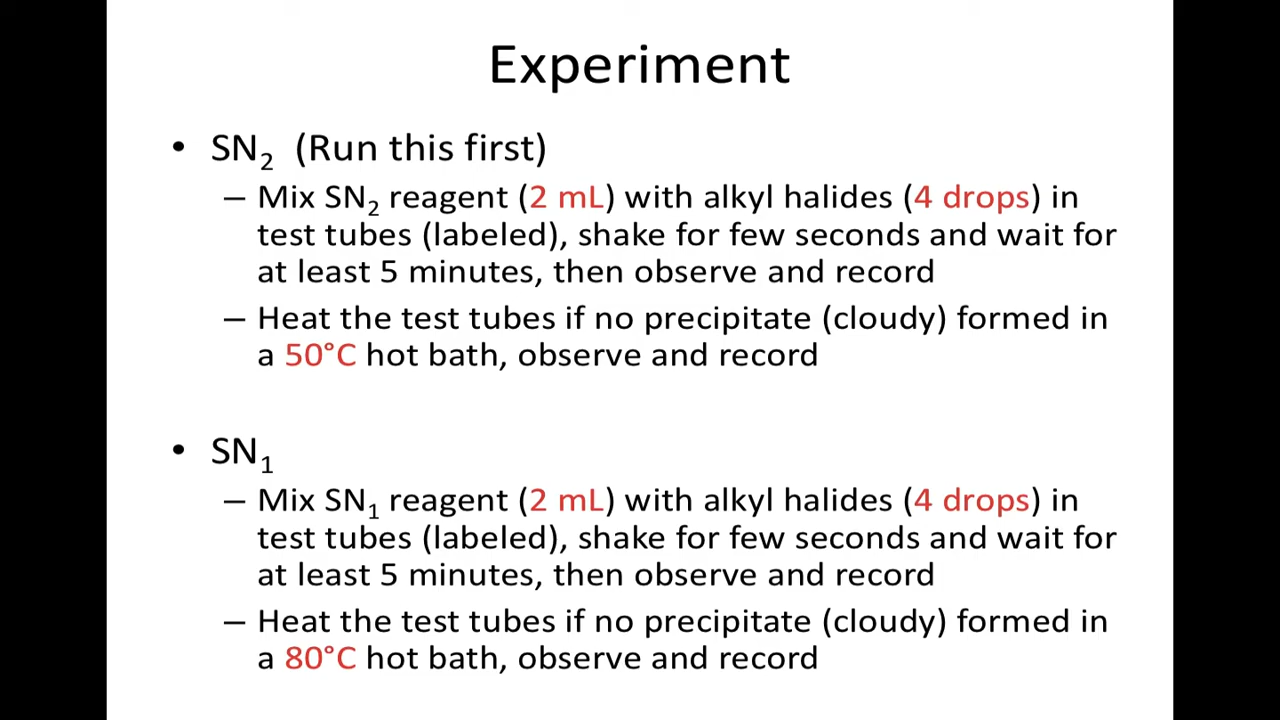 Experiment
• SN₂ (Run this first)
– Mix SN₂ reagent (2 mL) with alkyl halides (4 drops) in
test tubes (labeled), shake for few seconds and wait for
at least 5 minutes, then observe and record
– Heat the test tubes if no precipitate (cloudy) formed in
a 50°C hot bath, observe and record
• SN₁
– Mix SN₁ reagent (2 mL) with alkyl halides (4 drops) in
test tubes (labeled), shake for few seconds and wait for
at least 5 minutes, then observe and record
– Heat the test tubes if no precipitate (cloudy) formed in
a 80°C hot bath, observe and record